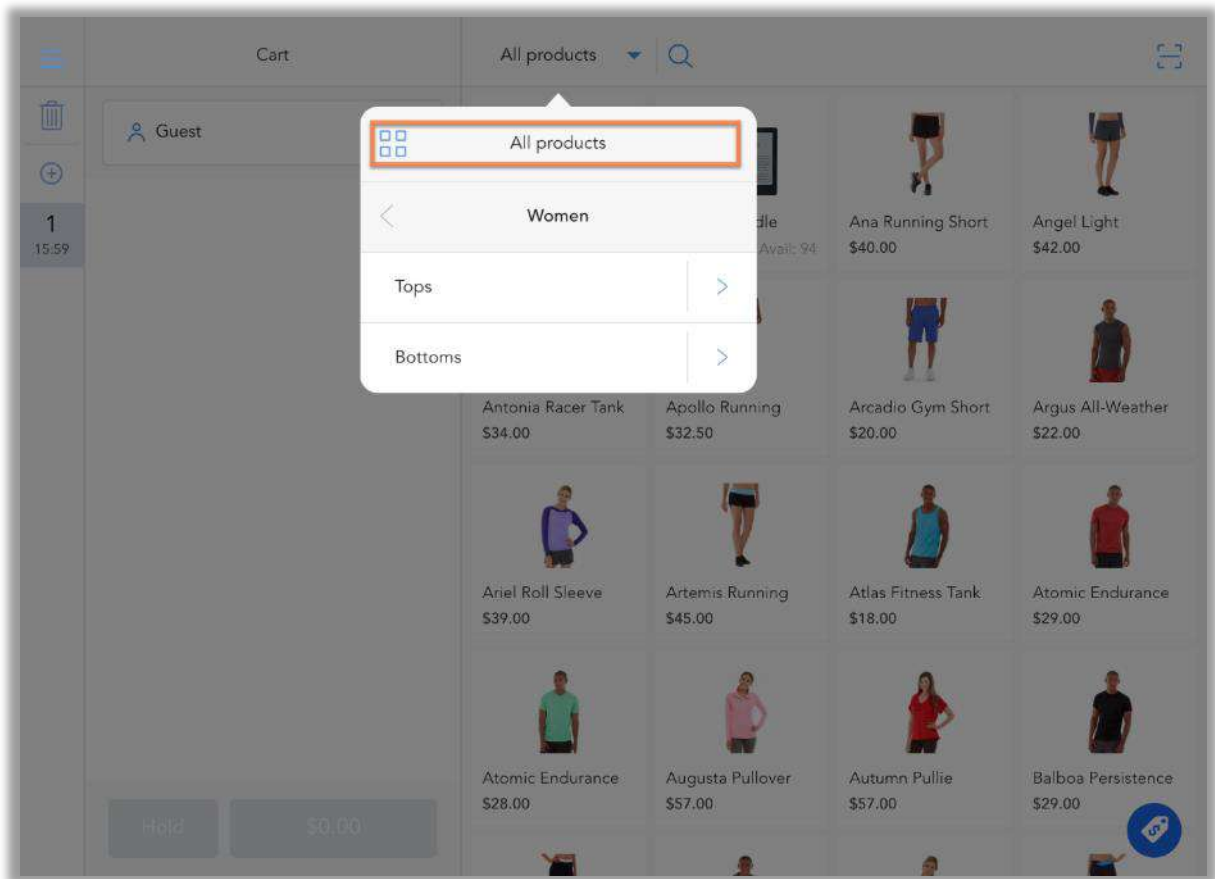 Cart
All products
Guest
All products
1
15:59
Women
dle
Avail: 94
Ana Running Short
$40.00
Angel Light
$42.00
Tops
Bottoms
Antonia Racer Tank
$34.00
Apollo Running
$32.50
Arcadio Gym Short
$20.00
Argus All-Weather
$22.00
Ariel Roll Sleeve
$39.00
Artemis Running
$45.00
Atlas Fitness Tank
$18.00
Atomic Endurance
$29.00
Atomic Endurance
$28.00
Augusta Pullover
$57.00
Autumn Pullie
$57.00
Balboa Persistence
$29.00
Hold
$0.00